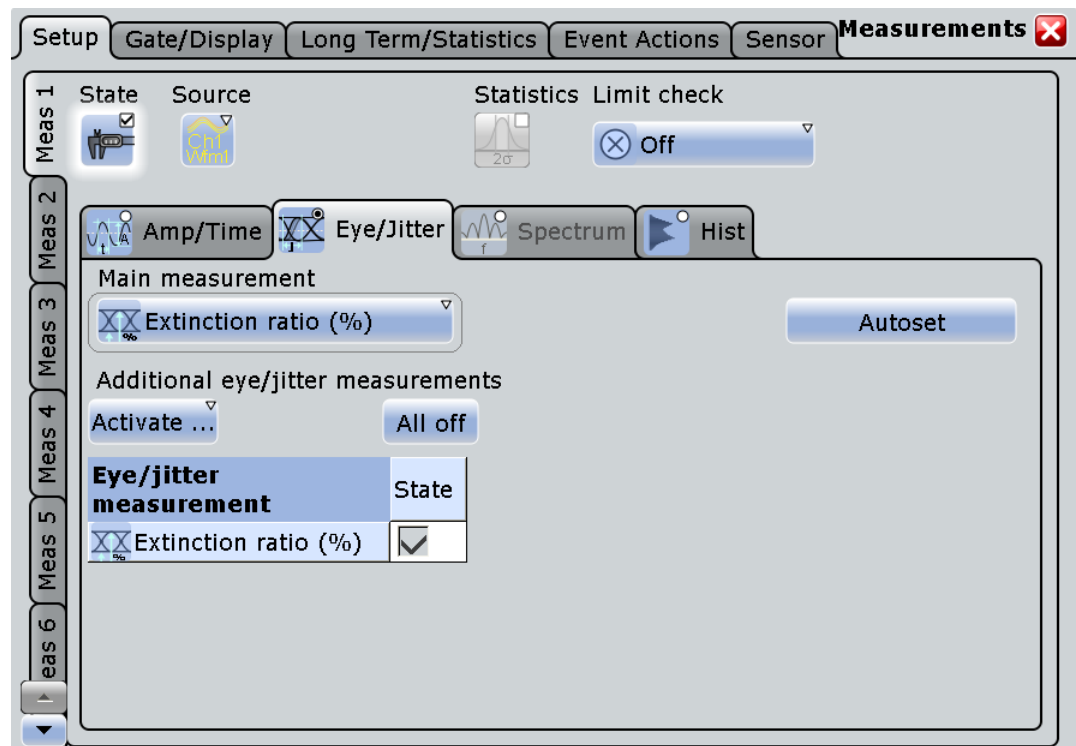 Setup Gate/Display Long Term/Statistics Event Actions Sensor Measurements
Meas 1
Meas 2
Meas 3
Meas 4
Meas 5
eas 6
State Source Statistics Limit check
Ch1
Wfm1
2σ
Off
Amp/Time Eye/Jitter Spectrum Hist
t A
J
f
Main measurement
% Extinction ratio (%)
Autoset
Additional eye/jitter measurements
Activate ... All off
Eye/jitter
measurement
State
% Extinction ratio (%)